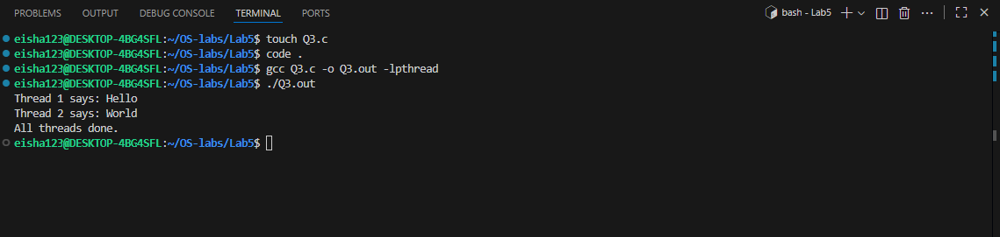 PROBLEMS OUTPUT DEBUG CONSOLE TERMINAL PORTS bash - Lab5
eisha123@DESKTOP-4BG4SFL:~/OS-labs/Lab5$ touch Q3.c
eisha123@DESKTOP-4BG4SFL:~/OS-labs/Lab5$ code .
eisha123@DESKTOP-4BG4SFL:~/OS-labs/Lab5$ gcc Q3.c -o Q3.out -lpthread
eisha123@DESKTOP-4BG4SFL:~/OS-labs/Lab5$ ./Q3.out
Thread 1 says: Hello
Thread 2 says: World
All threads done.
eisha123@DESKTOP-4BG4SFL:~/OS-labs/Lab5$